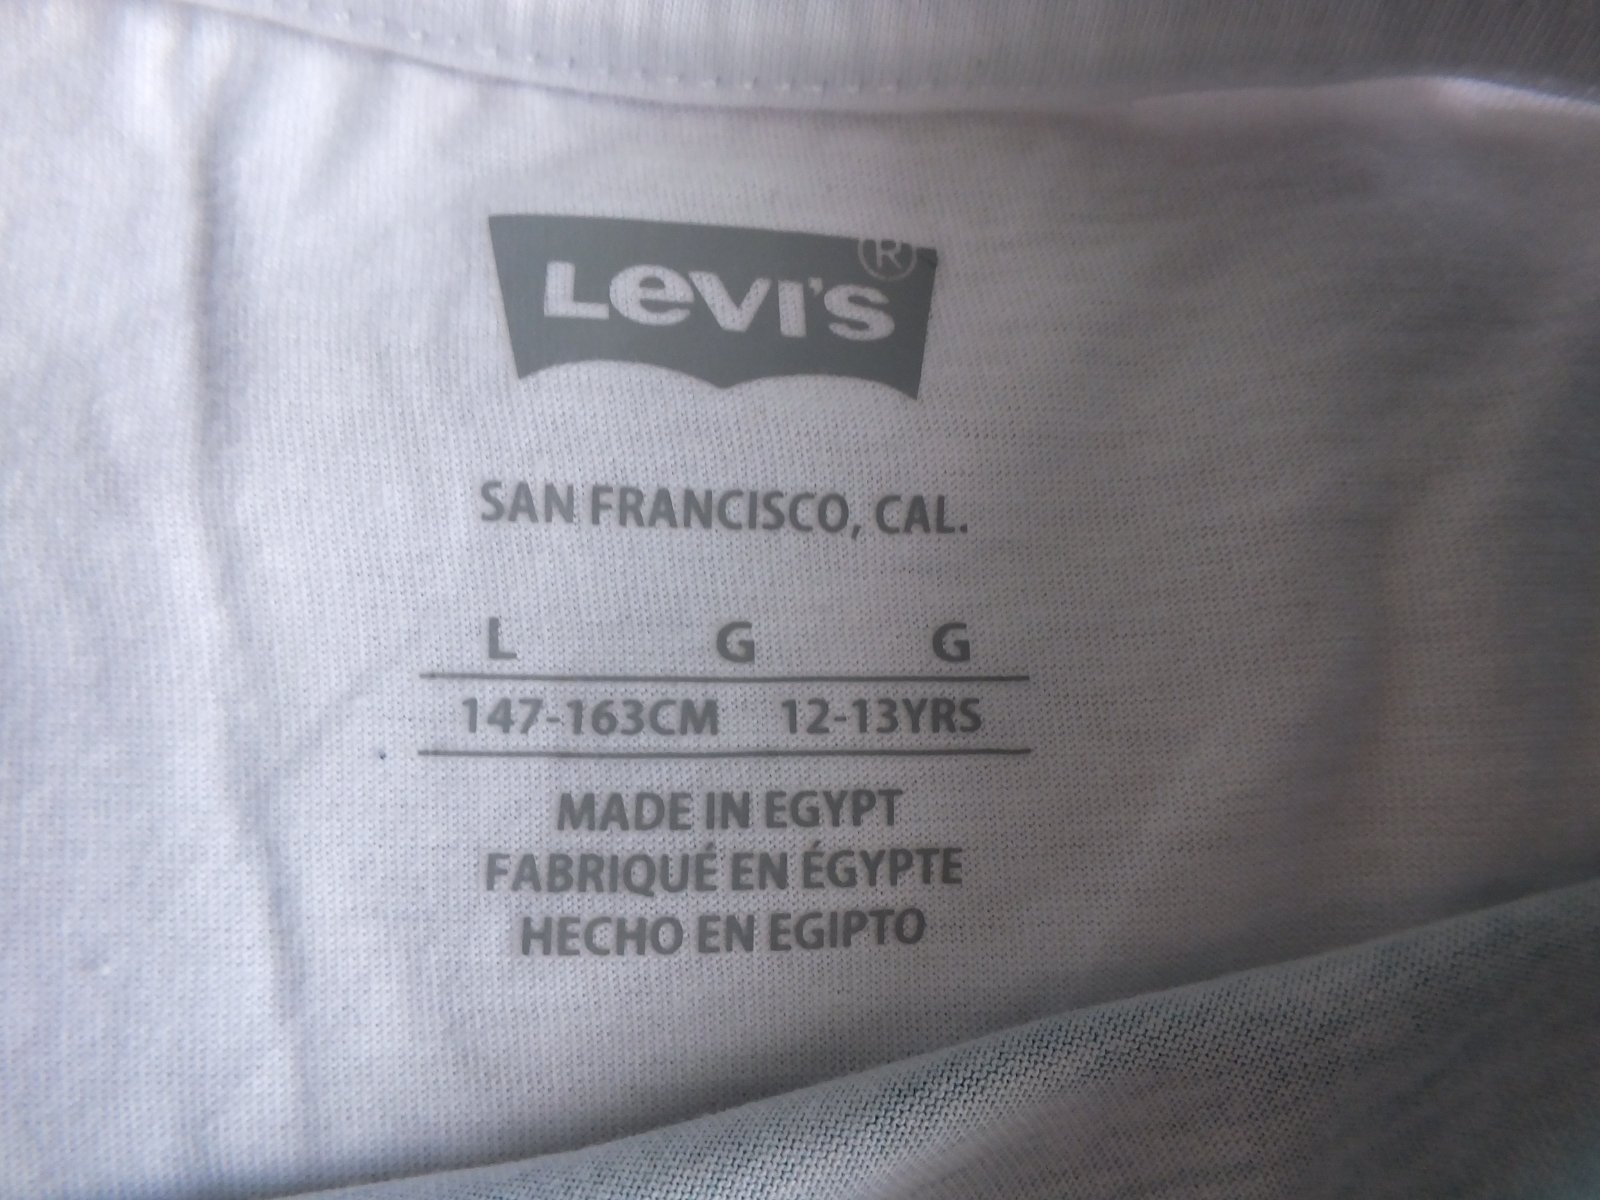 Levi's®
SAN FRANCISCO, CAL.
L G G
147-163CM 12-13YRS
MADE IN EGYPT
FABRIQUÉ EN ÉGYPTE
HECHO EN EGIPTO